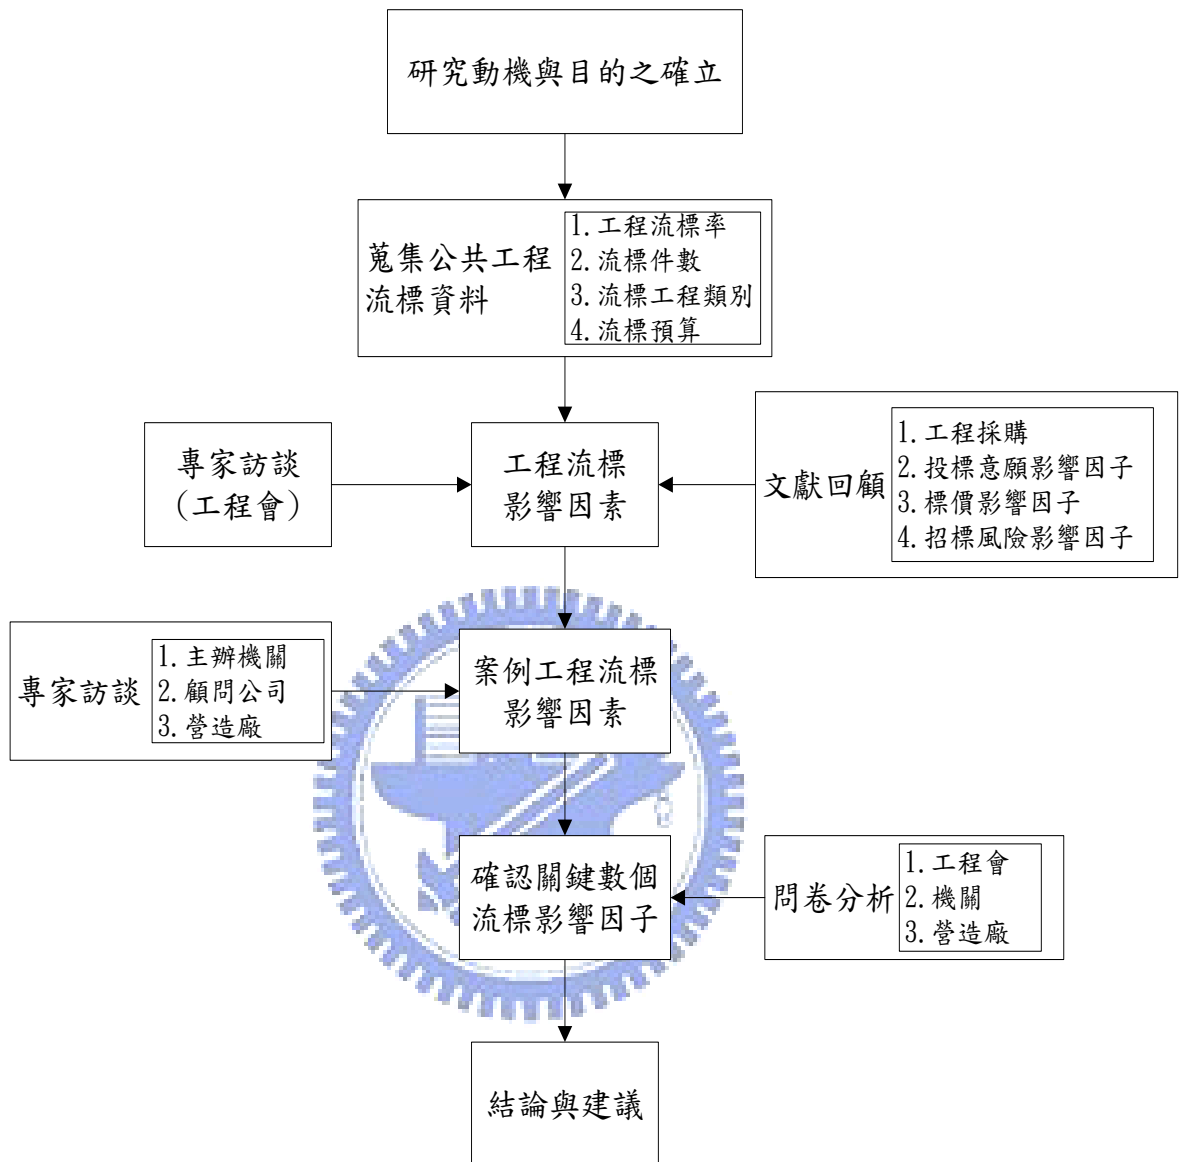 研究動機與目的之確立
蒐集公共工程
流標資料
1.工程流標率
2.流標件數
3.流標工程類別
4.流標預算
專家訪談
(工程會)
工程流標
影響因素
文獻回顧
1.工程採購
2.投標意願影響因子
3.標價影響因子
4.招標風險影響因子
專家訪談
1.主辦機關
2.顧問公司
3.營造廠
案例工程流標
影響因素
確認關鍵數個
流標影響因子
問卷分析
1.工程會
2.機關
3.營造廠
結論與建議